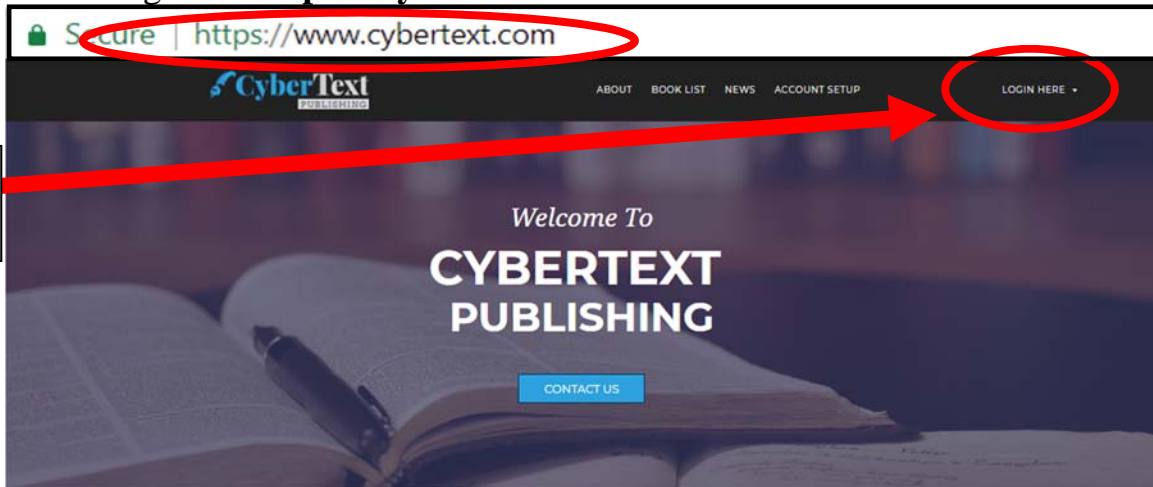 Secure | https://www.cybertext.com
CyberText
PUBLISHING
ABOUT BOOK LIST NEWS ACCOUNT SETUP LOGIN HERE
Welcome To
CYBERTEXT
PUBLISHING
CONTACT US